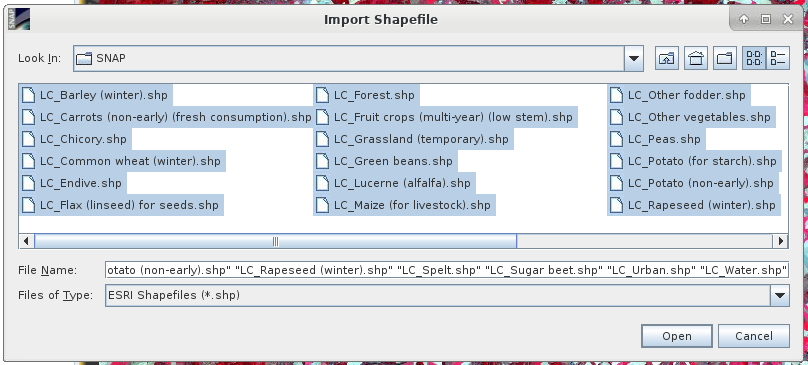 SNAP
Import Shapefile
Look In: SNAP
LC_Barley (winter).shp
LC_Carrots (non-early) (fresh consumption).shp
LC_Chicory.shp
LC_Common wheat (winter).shp
LC_Endive.shp
LC_Flax (linseed) for seeds.shp
LC_Forest.shp
LC_Fruit crops (multi-year) (low stem).shp
LC_Grassland (temporary).shp
LC_Green beans.shp
LC_Lucerne (alfalfa).shp
LC_Maize (for livestock).shp
LC_Other fodder.shp
LC_Other vegetables.shp
LC_Peas.shp
LC_Potato (for starch).shp
LC_Potato (non-early).shp
LC_Rapeseed (winter).shp
File Name: otato (non-early).shp" "LC_Rapeseed (winter).shp" "LC_Spelt.shp" "LC_Sugar beet.shp" "LC_Urban.shp" "LC_Water.shp"
Files of Type: ESRI Shapefiles (*.shp)
Open Cancel